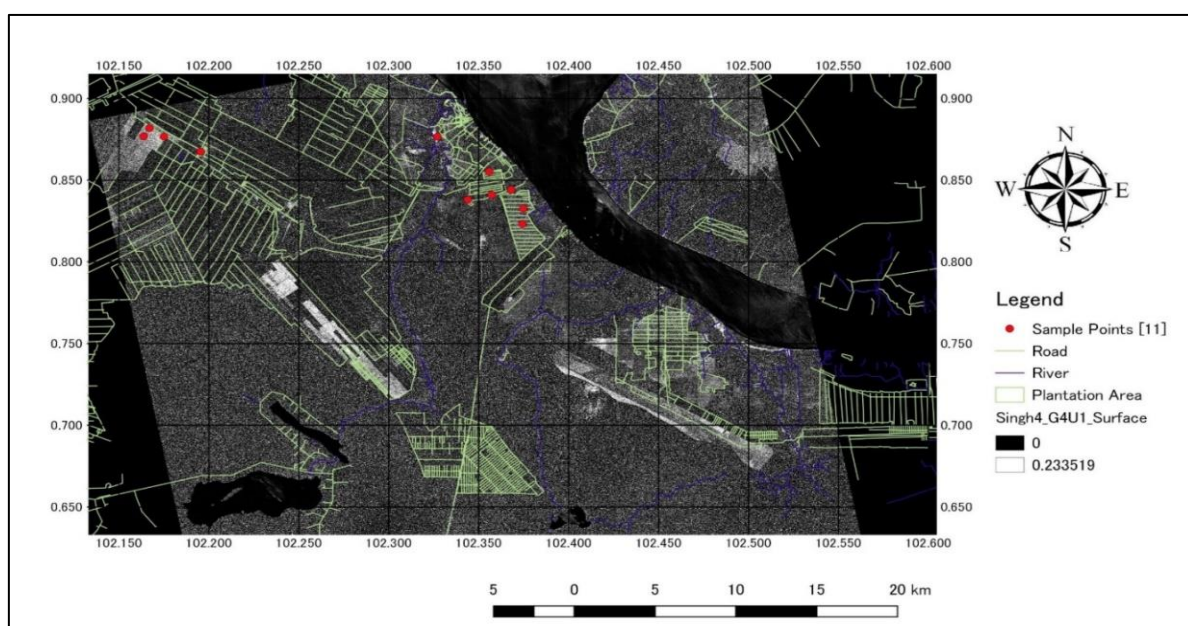 102.150 102.200 102.250 102.300 102.350 102.400 102.450 102.500 102.550 102.600
0.900 0.900
0.850 0.850
0.800 0.800
0.750 0.750
0.700 0.700
0.650 0.650
102.150 102.200 102.250 102.300 102.350 102.400 102.450 102.500 102.550 102.600
N
W E
S
Legend
Sample Points [11]
Road
River
Plantation Area
Singh4_G4U1_Surface
0
0.233519
5 0 5 10 15 20 km